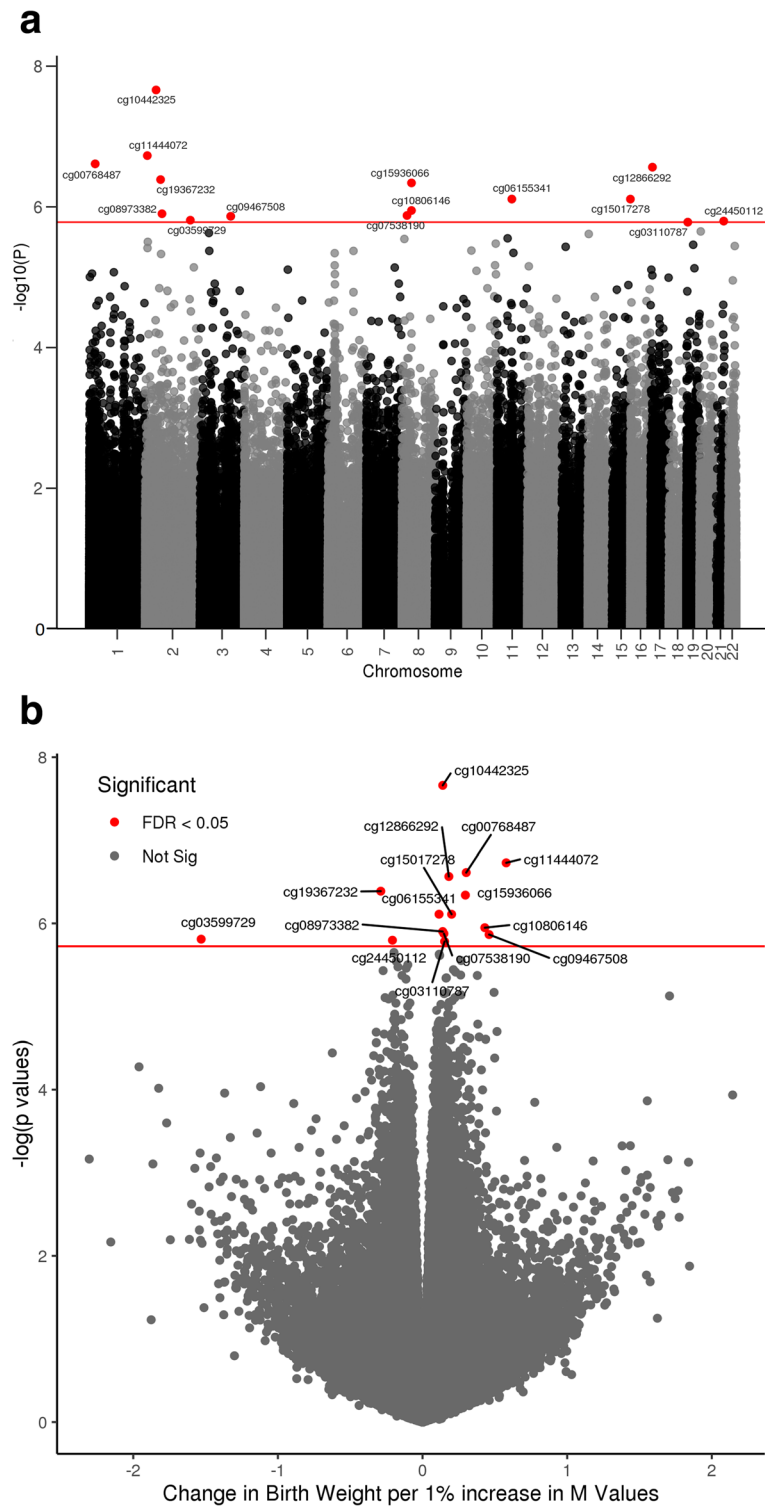 a
8
cg10442325
cg11444072
cg00768487
cg12866292
cg15936066
cg19367232
cg06155341
cg10806146
cg08973382
cg09467508
cg15017278
cg24450112
6
cg07538190
cg03599729
cg03110787
-log10(P)
4
2
0
1 2 3 4 5 6 7 8 9 10 11 12 13 14 15 16 17 18 19 20 21 22
Chromosome
b
8
cg10442325
Significant
FDR < 0.05
cg12866292 cg00768487
Not Sig
cg15017278 cg11444072
cg19367232 cg06155341 cg15936066
6
cg03599729 cg08973382 cg10806146
cg24450112 cg07538190 cg09467508
cg03110787
-log(p values)
4
2
0
-2 -1 0 1 2
Change in Birth Weight per 1% increase in M Values